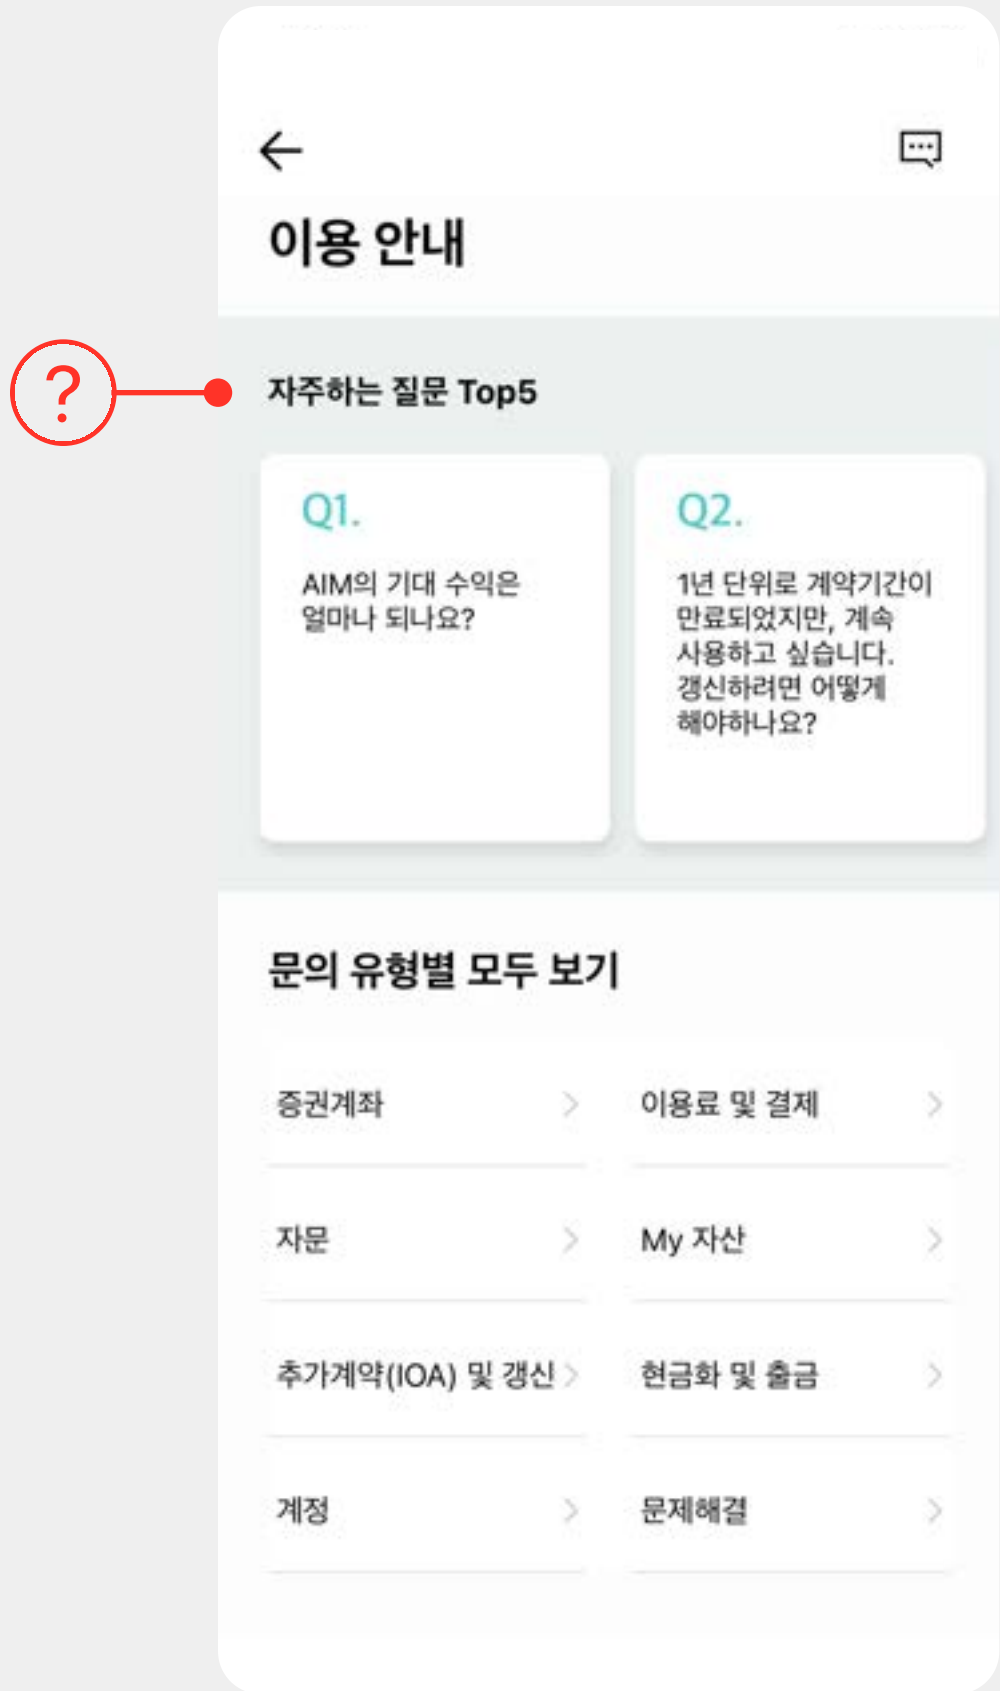 이용 안내
?
자주하는 질문 Top5
Q1.
AIM의 기대 수익은
얼마나 되나요?
Q2.
1년 단위로 계약기간이
만료되었지만, 계속
사용하고 싶습니다.
갱신하려면 어떻게
해야하나요?
문의 유형별 모두 보기
증권계좌
이용료 및 결제
자문
My 자산
추가계약(IOA) 및 갱신
현금화 및 출금
계정
문제해결